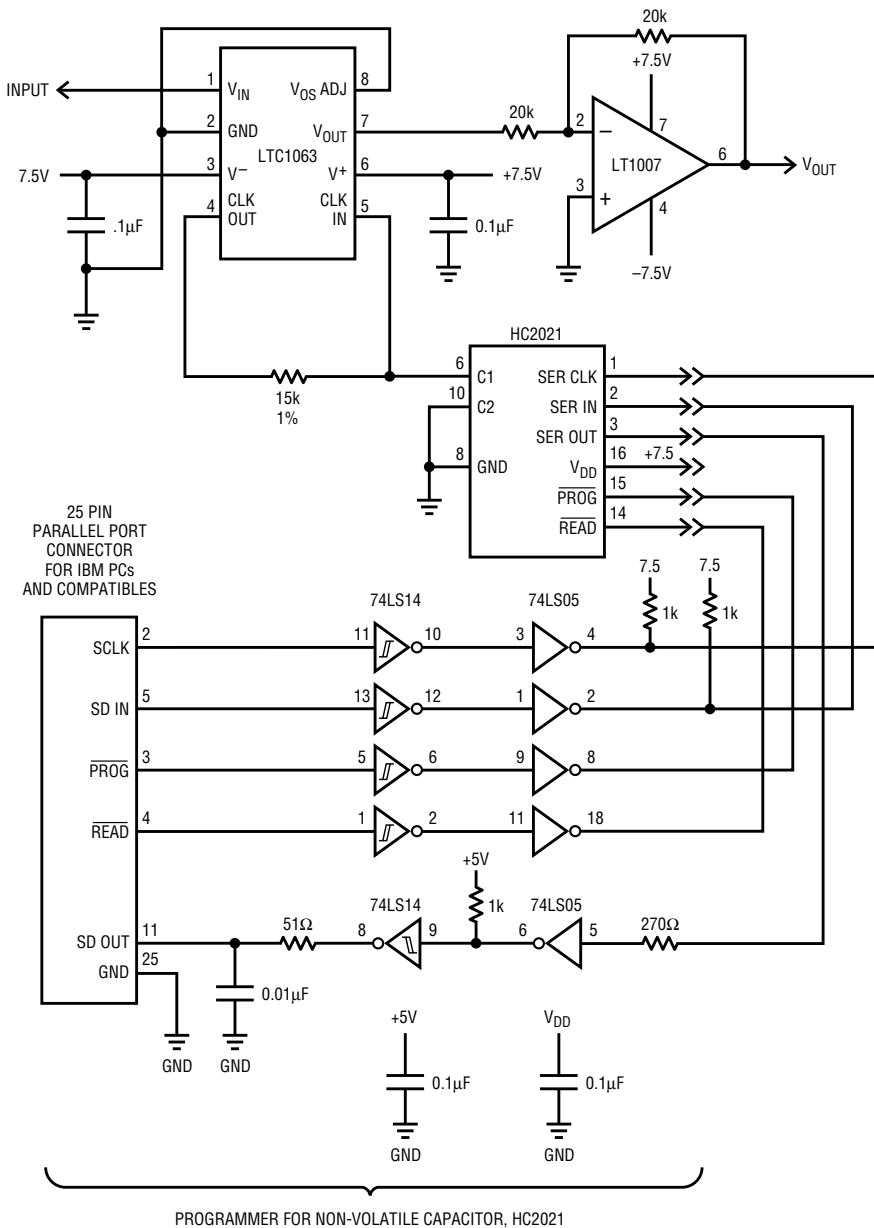 20k
+7.5V
INPUT
1
V_IN
V_OS ADJ
8
2
GND
V_OUT
7
20k
2
–
7
LTC1063
LT1007
6
V_OUT
7.5V
3
V–
V+
6
+7.5V
3
+
4
4
CLK
OUT
CLK
IN
5
.1µF
0.1µF
–7.5V
HC2021
15k
1%
6
C1
SER CLK
1
10
C2
SER IN
2
SER OUT
3
8
GND
V_DD
16
+7.5
PROG
15
READ
14
25 PIN
PARALLEL PORT
CONNECTOR
FOR IBM PCs
AND COMPATIBLES
7.5
7.5
74LS14
74LS05
1k
1k
SCLK
2
11
10
3
4
SD IN
5
13
12
1
2
PROG
3
5
6
9
8
READ
4
1
2
11
18
+5V
74LS14
1k
74LS05
SD OUT
11
51Ω
8
9
6
5
270Ω
GND
25
0.01µF
GND
GND
+5V
V_DD
0.1µF
0.1µF
GND
GND
PROGRAMMER FOR NON-VOLATILE CAPACITOR, HC2021